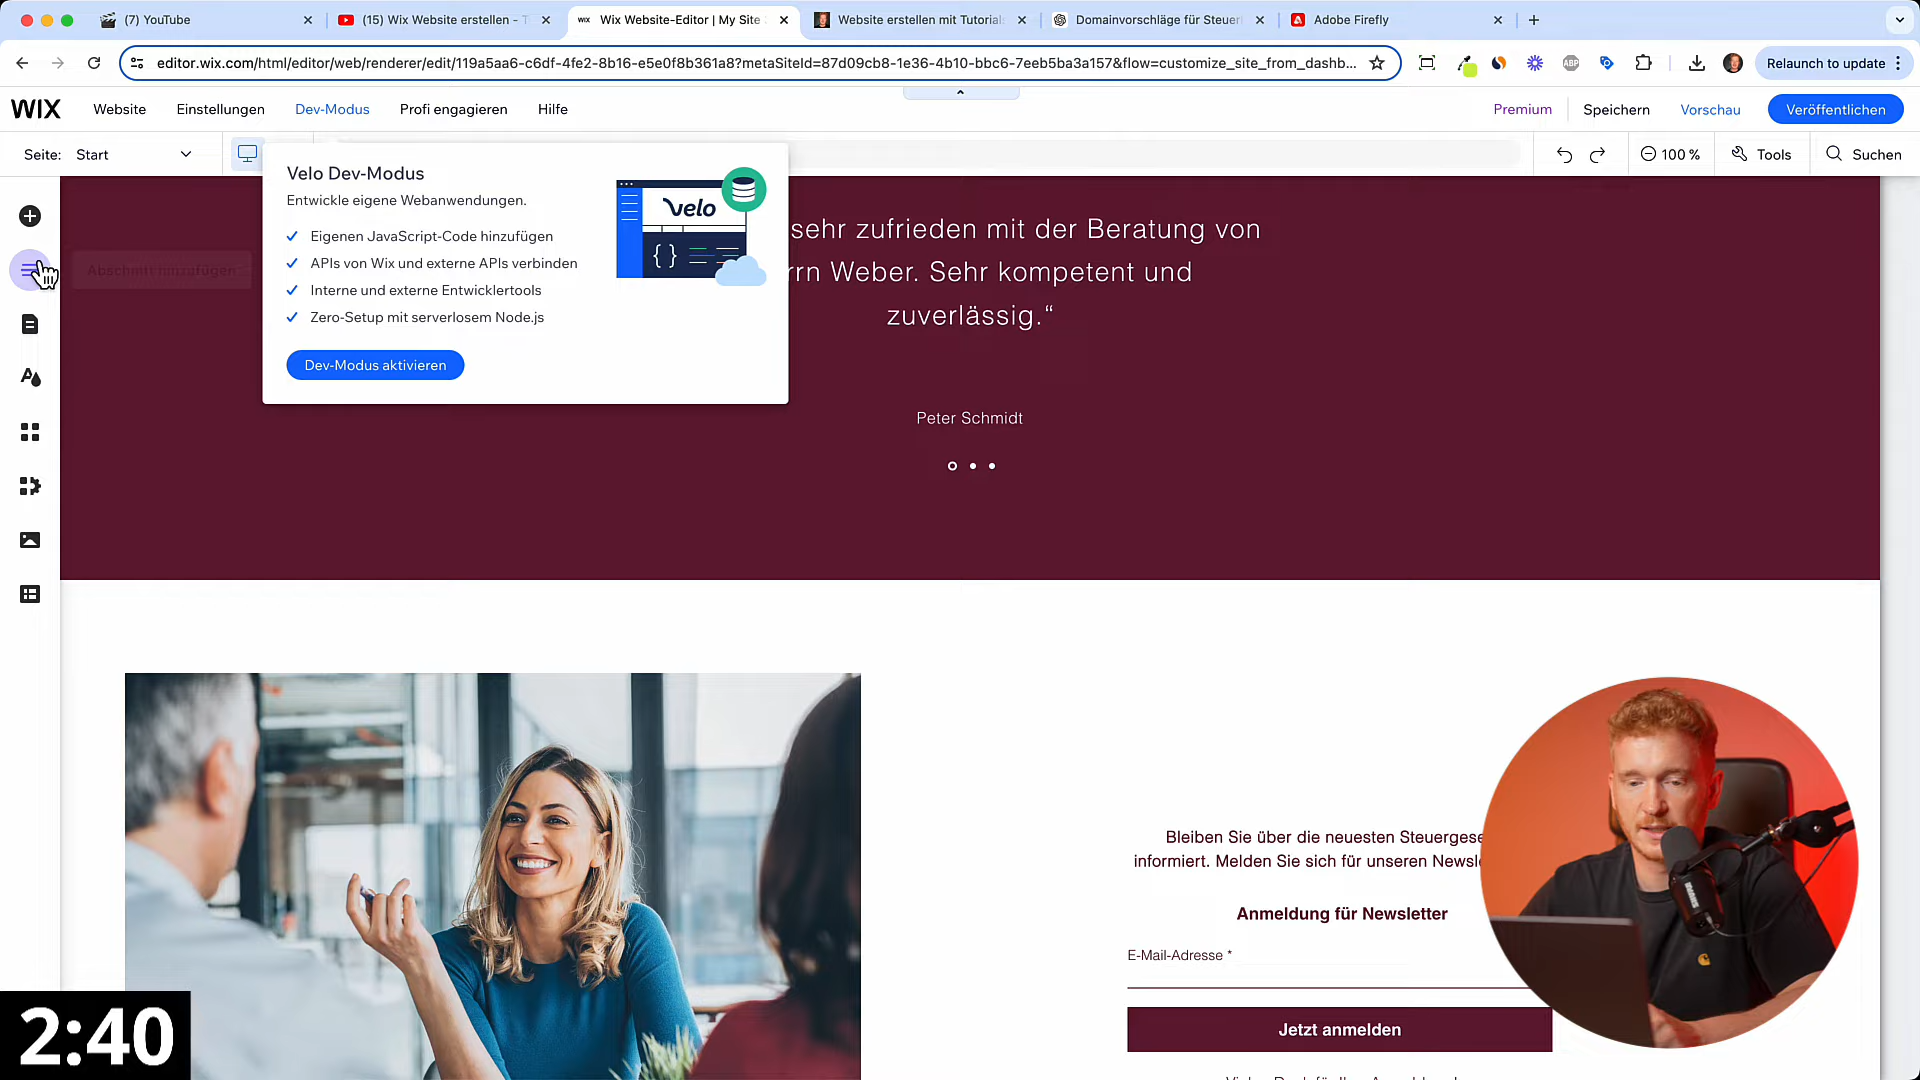 (7) YouTube
(15) Wix Website erstellen - T
Wix Website-Editor | My Site
Website erstellen mit Tutorials
Domainvorschläge für Steuer
Adobe Firefly
editor.wix.com/html/editor/web/renderer/edit/119a5aa6-c6df-4fe2-8b16-e5e0f8b361a8?metaSiteId=87d09cb8-1e36-4b10-bbc6-7eeb5ba3a157&flow=customize_site_from_dashb...
ABP
Relaunch to update
WIX
Website
Einstellungen
Dev-Modus
Profi engagieren
Hilfe
Premium
Speichern
Vorschau
Veröffentlichen
Seite: Start
100 %
Tools
Suchen
Abschnitt hinzufügen
Velo Dev-Modus
Entwickle eigene Webanwendungen.
Eigenen JavaScript-Code hinzufügen
APIs von Wix und externe APIs verbinden
Interne und externe Entwicklertools
Zero-Setup mit serverlosem Node.js
Dev-Modus aktivieren
velo
{ }
sehr zufrieden mit der Beratung von
rrn Weber. Sehr kompetent und
zuverlässig.“
Peter Schmidt
Bleiben Sie über die neuesten Steuergese
informiert. Melden Sie sich für unseren Newsle
Anmeldung für Newsletter
E-Mail-Adresse *
Jetzt anmelden
2:40